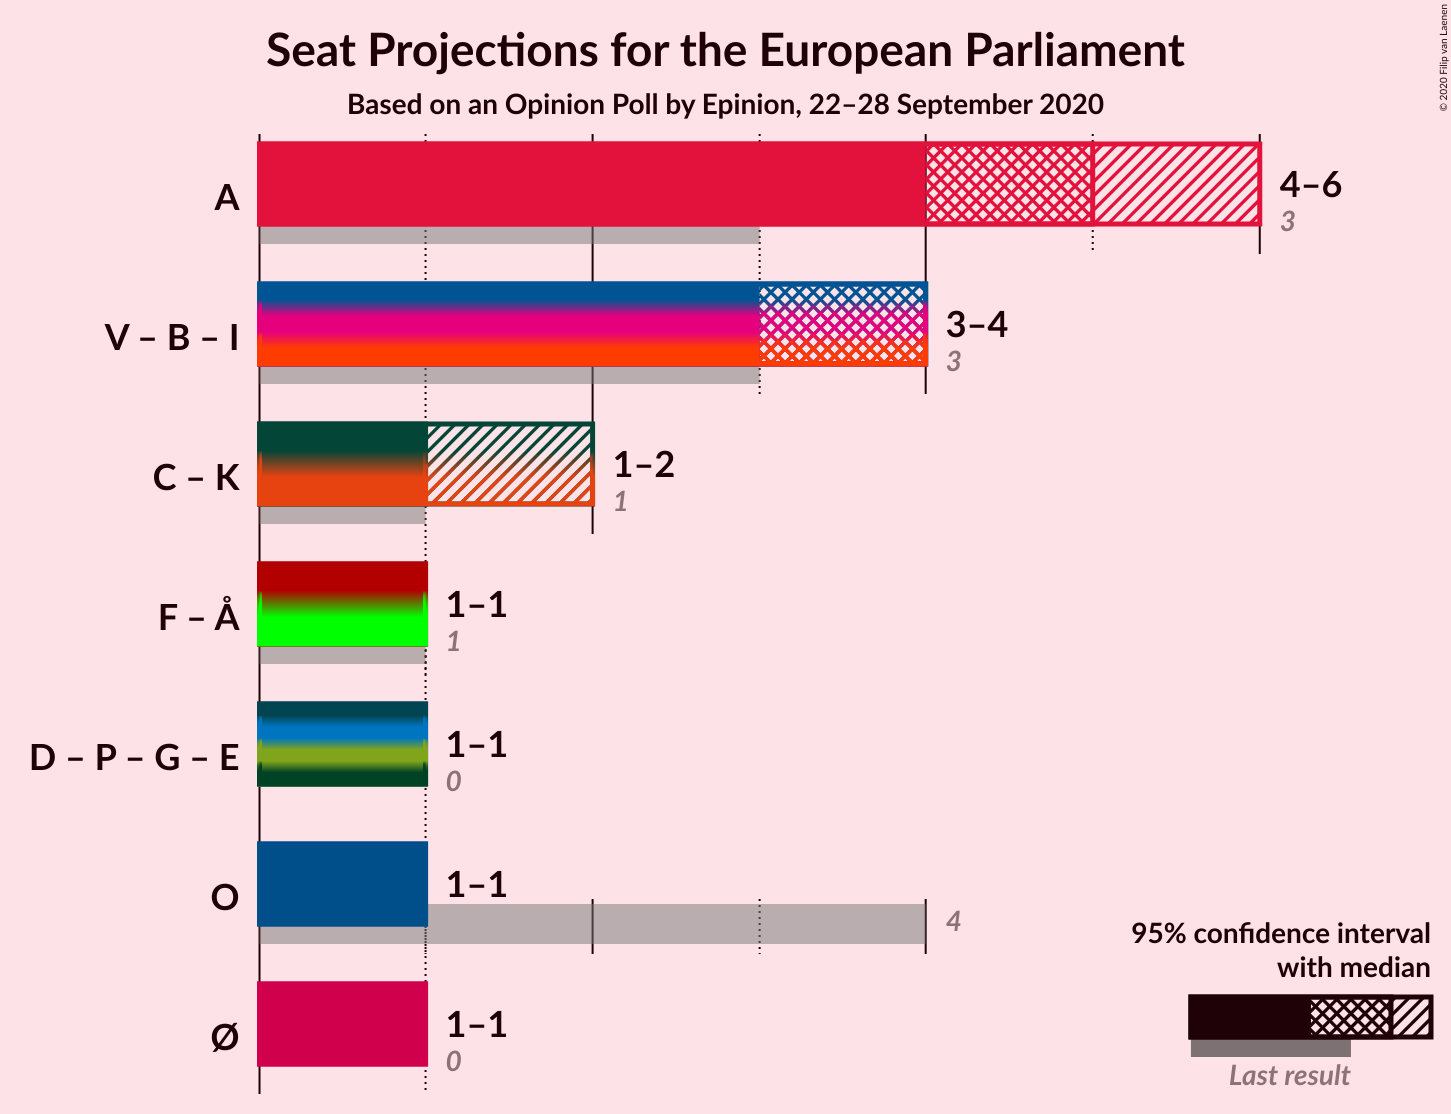 Seat Projections for the European Parliament
Based on an Opinion Poll by Epinion, 22–28 September 2020
© 2020 Filip van Laenen
A
4–6
3
V – B – I
3–4
3
C – K
1–2
1
F – Å
1–1
1
D – P – G – E
1–1
0
O
1–1
4
Ø
1–1
0
95% confidence interval
with median
Last result